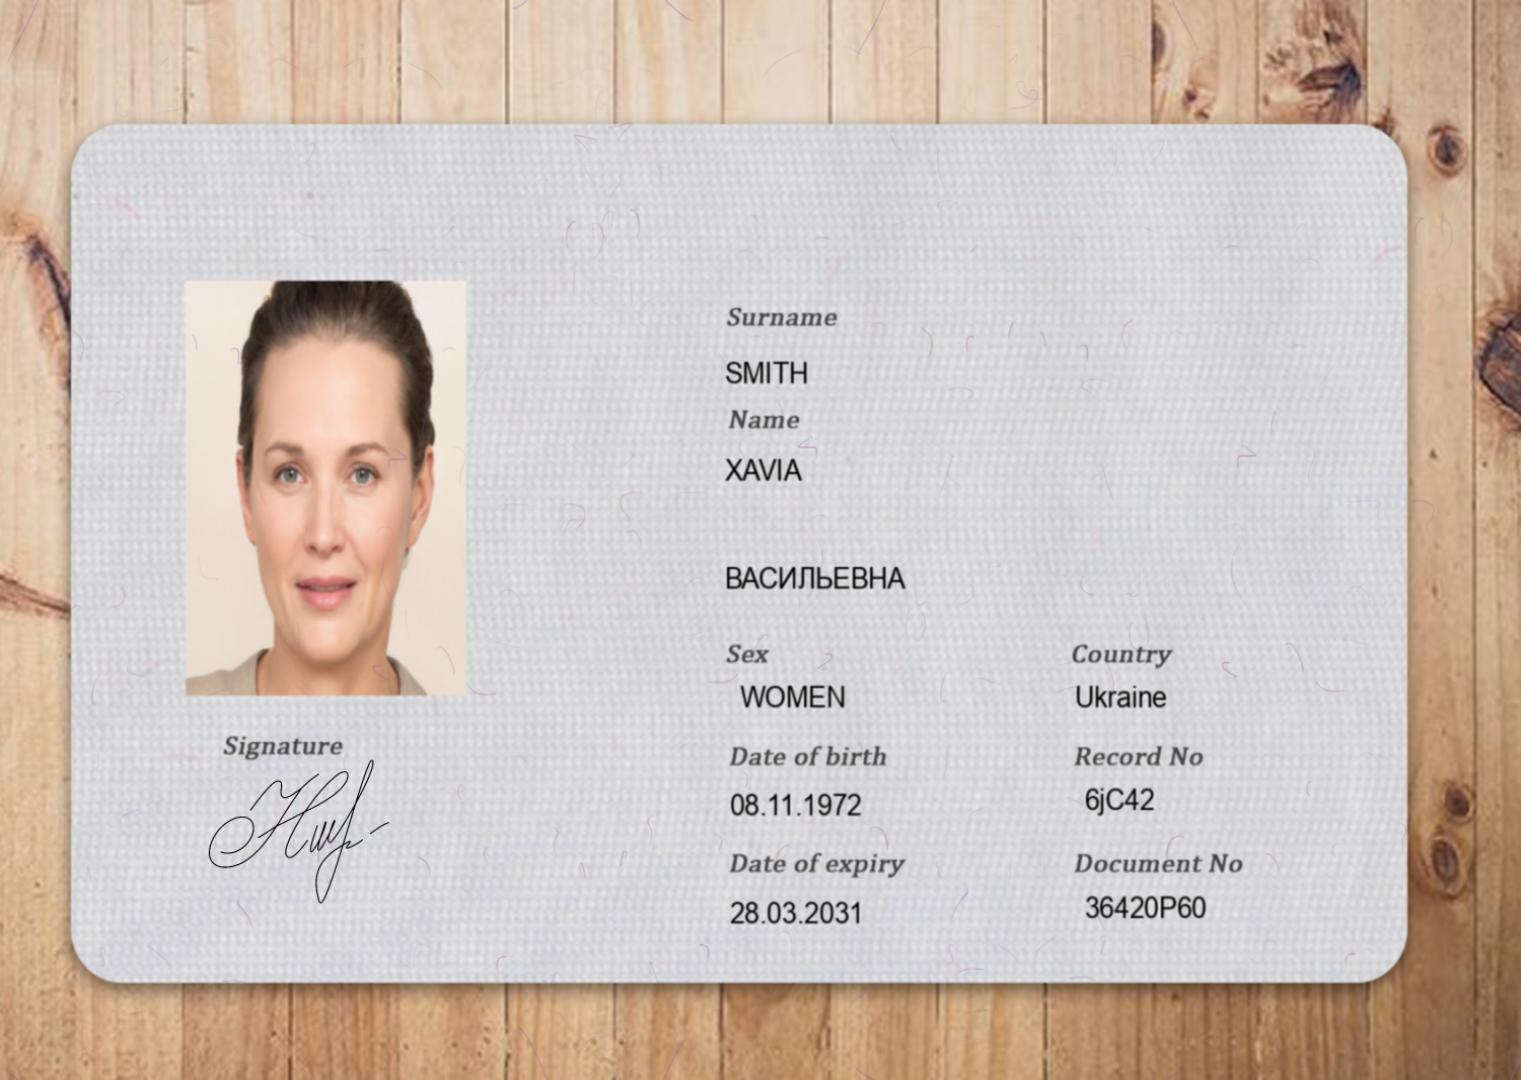 Surname
SMITH
Name
XAVIA
ВАСИЛЬЕВНА
Sex Country
WOMEN Ukraine
Date of birth Record No
08.11.1972 6jC42
Date of expiry Document No
28.03.2031 36420P60
Signature